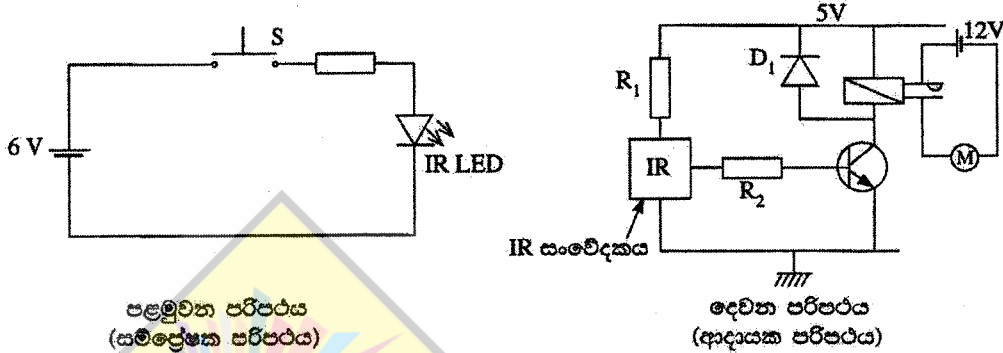 S
6 V
IR LED
පළමුවන පරිපථය
(සම්ප්‍රේෂක පරිපථය)
5V
12V
D1
R1
IR
R2
M
IR සංවේදකය
දෙවන පරිපථය
(ආදායක පරිපථය)